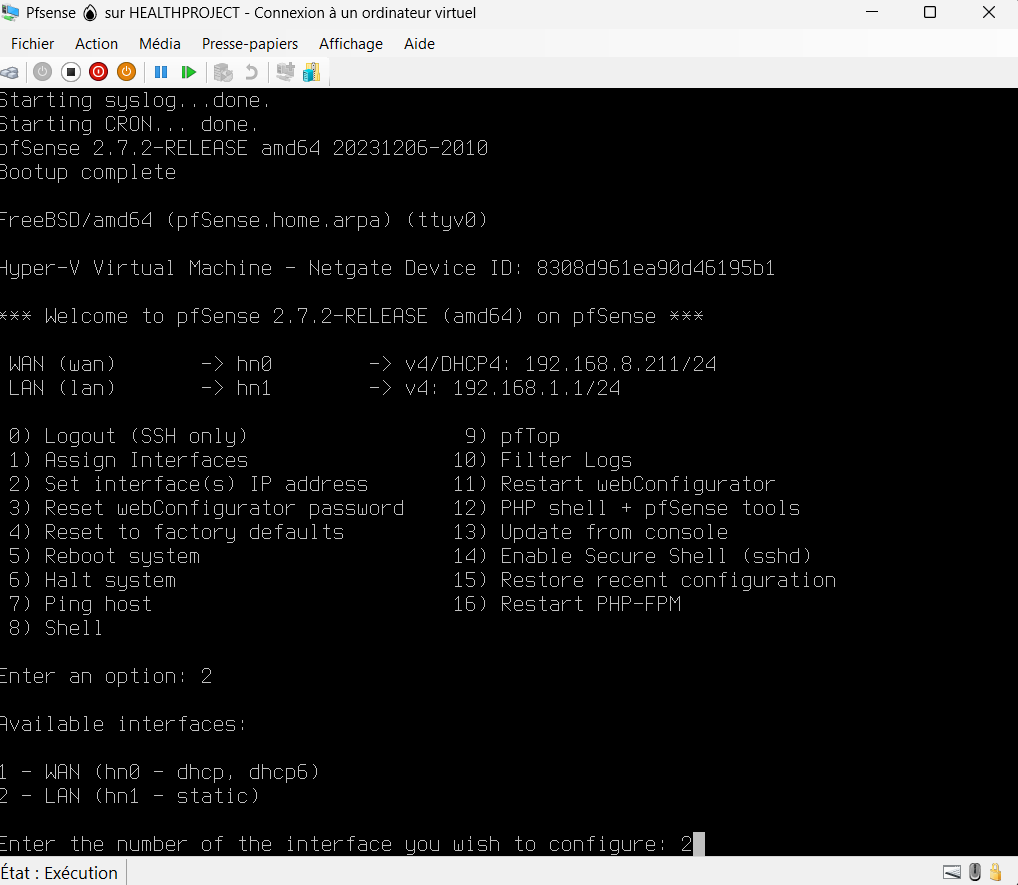 Pfsense sur HEALTHPROJECT - Connexion à un ordinateur virtuel
Fichier Action Média Presse-papiers Affichage Aide
Starting syslog...done.
Starting CRON... done.
pfSense 2.7.2-RELEASE amd64 20231206-2010
Bootup complete
FreeBSD/amd64 (pfSense.home.arpa) (ttyv0)
Hyper-V Virtual Machine - Netgate Device ID: 8308d961ea90d46195b1
*** Welcome to pfSense 2.7.2-RELEASE (amd64) on pfSense ***
WAN (wan) -> hn0 -> v4/DHCP4: 192.168.8.211/24
LAN (lan) -> hn1 -> v4: 192.168.1.1/24
0) Logout (SSH only) 9) pfTop
1) Assign Interfaces 10) Filter Logs
2) Set interface(s) IP address 11) Restart webConfigurator
3) Reset webConfigurator password 12) PHP shell + pfSense tools
4) Reset to factory defaults 13) Update from console
5) Reboot system 14) Enable Secure Shell (sshd)
6) Halt system 15) Restore recent configuration
7) Ping host 16) Restart PHP-FPM
8) Shell
Enter an option: 2
Available interfaces:
1 - WAN (hn0 - dhcp, dhcp6)
2 - LAN (hn1 - static)
Enter the number of the interface you wish to configure: 2
État : Exécution